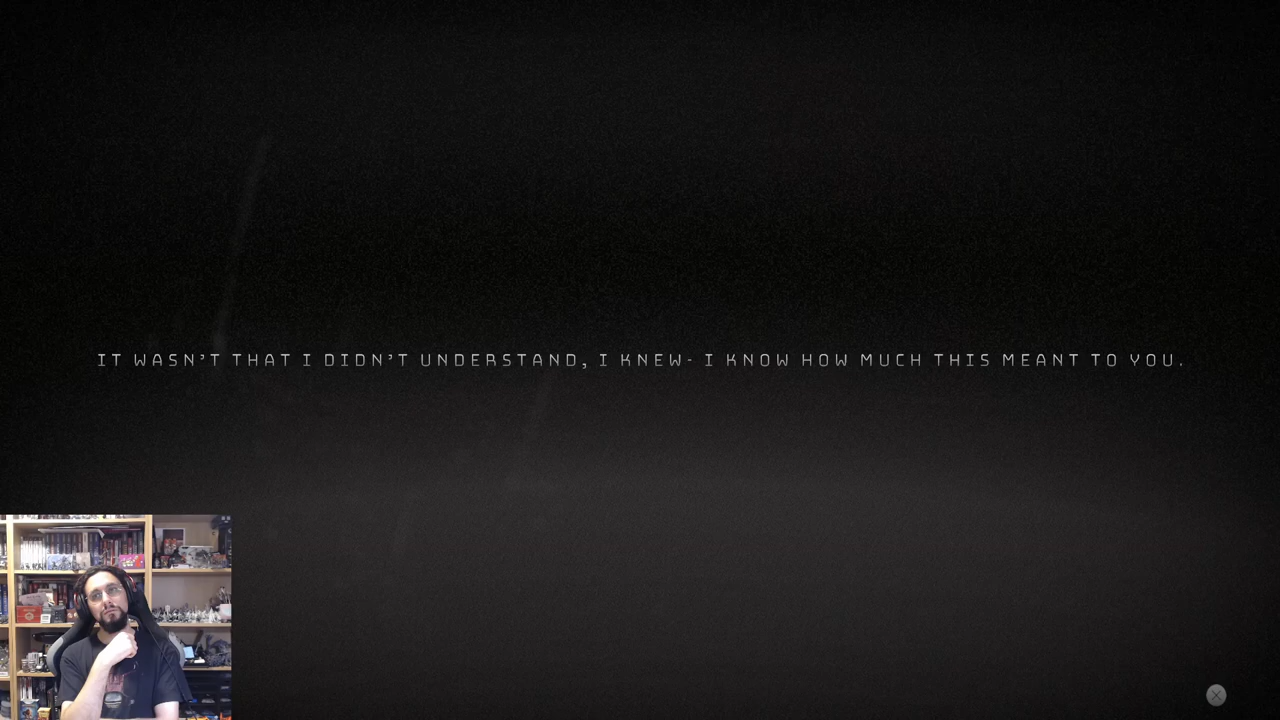 IT WASN'T THAT I DIDN'T UNDERSTAND, I KNEW- I KNOW HOW MUCH THIS MEANT TO YOU.